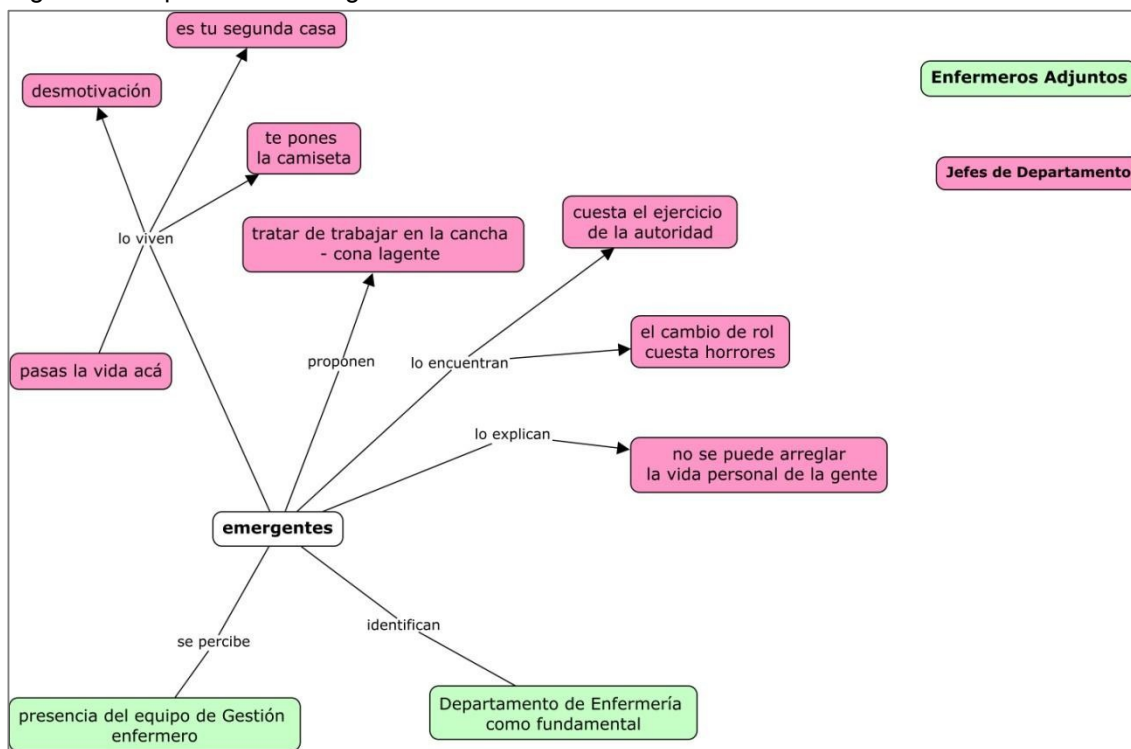 es tu segunda casa
desmotivación
Enfermeros Adjuntos
te pones
la camiseta
Jefes de Departamento
cuesta el ejercicio
de la autoridad
lo viven
tratar de trabajar en la cancha
- cona lagente
el cambio de rol
cuesta horrores
pasas la vida acá
proponen
lo encuentran
lo explican
no se puede arreglar
la vida personal de la gente
emergentes
identifican
se percibe
presencia del equipo de Gestión
enfermero
Departamento de Enfermería
como fundamental